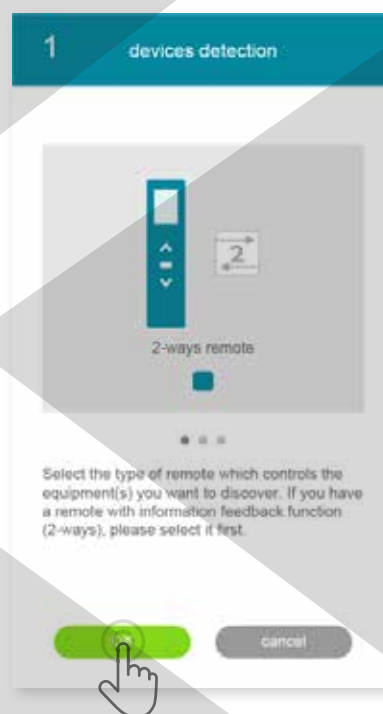 1 devices detection
2
2-ways remote
Select the type of remote which controls the
equipment(s) you want to discover. If you have
a remote with information feedback function
(2-ways), please select it first.
cancel